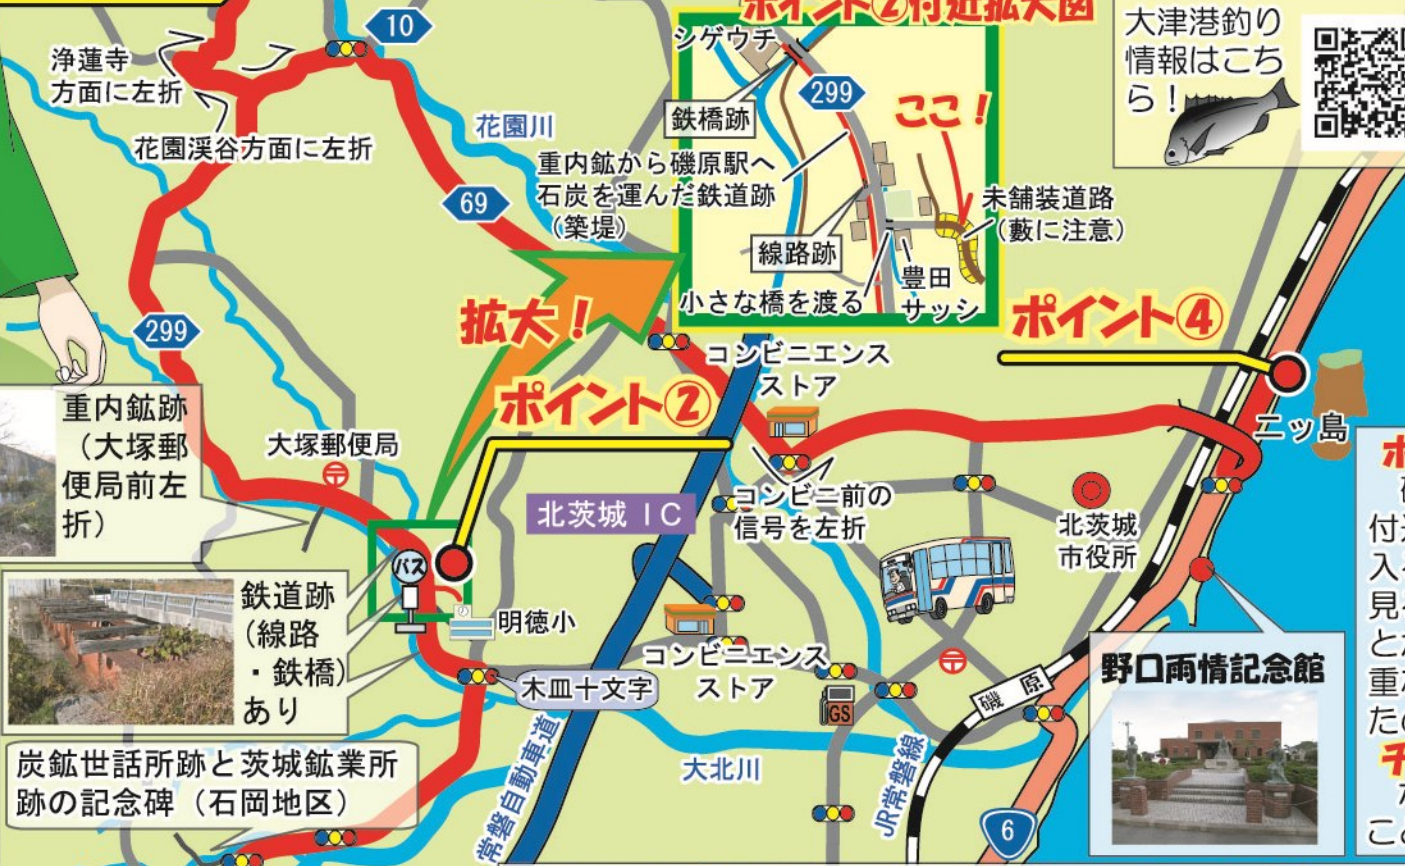 10
ポイント②付近拡大図
シゲウチ
299
鉄橋跡
ここ！
重内鉱から磯原駅へ
石炭を運んだ鉄道跡
（築堤）
線路跡
未舗装道路
（藪に注意）
小さな橋を渡る
豊田
サッシ
大津港釣り
情報はこち
ら！
浄蓮寺
方面に左折
花園渓谷方面に左折
花園川
69
拡大！
299
ポイント④
二ッ島
コンビニエンス
ストア
ポイント②
重内鉱跡
（大塚郵
便局前左
折）
大塚郵便局
北茨城IC
コンビニ前の
信号を左折
北茨城
市役所
バス
鉄道跡
（線路
・鉄橋）
あり
明徳小
木皿十文字
コンビニエンス
ストア
GS
磯原
野口雨情記念館
炭鉱世話所跡と茨城鉱業所
跡の記念碑（石岡地区）
常磐自動車道
大北川
JR常磐線
6
付
入
見
と
重
た
こ